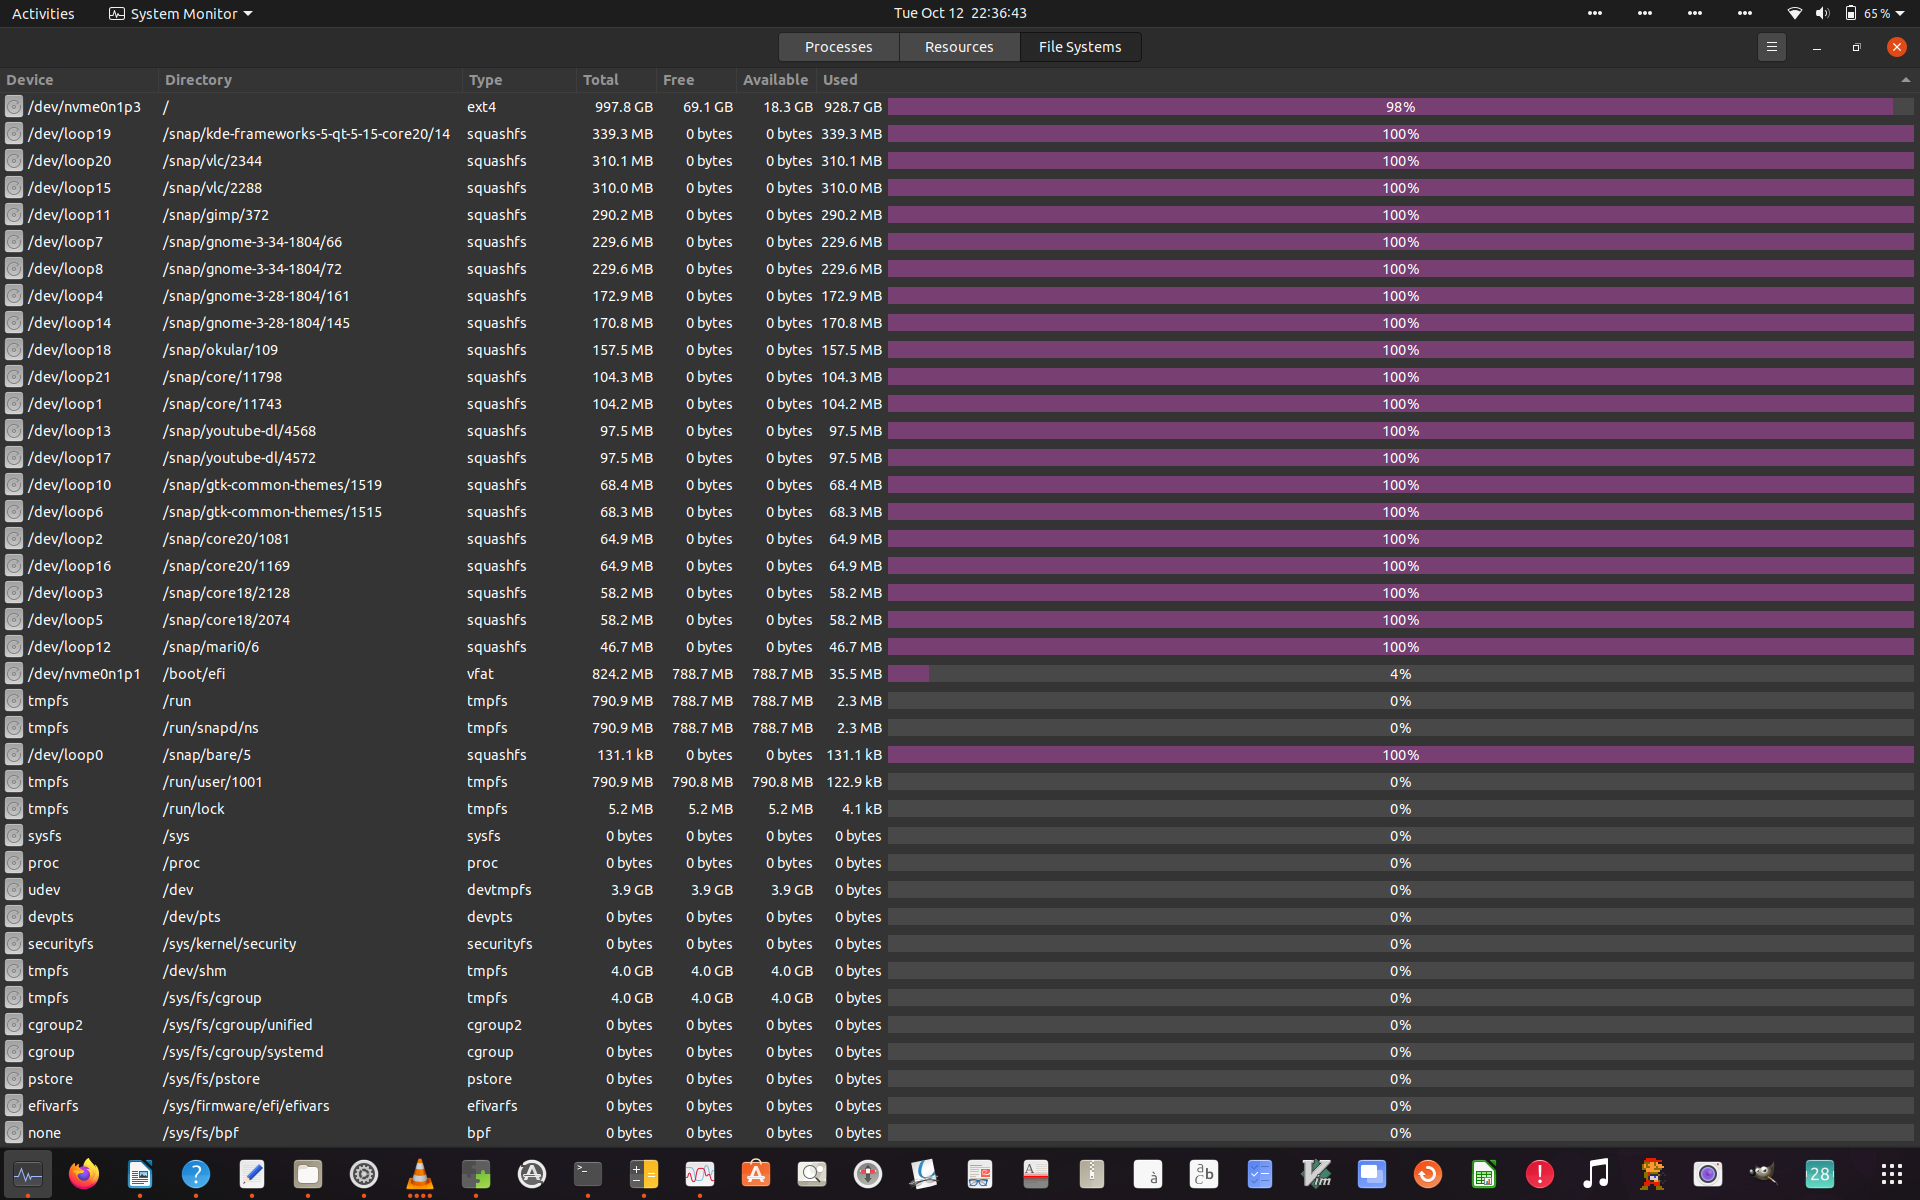 Activities System Monitor Tue Oct 12 22:36:43 65 %
Processes Resources File Systems
Device Directory Type Total Free Available Used
/dev/nvme0n1p3 / ext4 997.8 GB 69.1 GB 18.3 GB 928.7 GB 98%
/dev/loop19 /snap/kde-frameworks-5-qt-5-15-core20/14 squashfs 339.3 MB 0 bytes 0 bytes 339.3 MB 100%
/dev/loop20 /snap/vlc/2344 squashfs 310.1 MB 0 bytes 0 bytes 310.1 MB 100%
/dev/loop15 /snap/vlc/2288 squashfs 310.0 MB 0 bytes 0 bytes 310.0 MB 100%
/dev/loop11 /snap/gimp/372 squashfs 290.2 MB 0 bytes 0 bytes 290.2 MB 100%
/dev/loop7 /snap/gnome-3-34-1804/66 squashfs 229.6 MB 0 bytes 0 bytes 229.6 MB 100%
/dev/loop8 /snap/gnome-3-34-1804/72 squashfs 229.6 MB 0 bytes 0 bytes 229.6 MB 100%
/dev/loop4 /snap/gnome-3-28-1804/161 squashfs 172.9 MB 0 bytes 0 bytes 172.9 MB 100%
/dev/loop14 /snap/gnome-3-28-1804/145 squashfs 170.8 MB 0 bytes 0 bytes 170.8 MB 100%
/dev/loop18 /snap/okular/109 squashfs 157.5 MB 0 bytes 0 bytes 157.5 MB 100%
/dev/loop21 /snap/core/11798 squashfs 104.3 MB 0 bytes 0 bytes 104.3 MB 100%
/dev/loop1 /snap/core/11743 squashfs 104.2 MB 0 bytes 0 bytes 104.2 MB 100%
/dev/loop13 /snap/youtube-dl/4568 squashfs 97.5 MB 0 bytes 0 bytes 97.5 MB 100%
/dev/loop17 /snap/youtube-dl/4572 squashfs 97.5 MB 0 bytes 0 bytes 97.5 MB 100%
/dev/loop10 /snap/gtk-common-themes/1519 squashfs 68.4 MB 0 bytes 0 bytes 68.4 MB 100%
/dev/loop6 /snap/gtk-common-themes/1515 squashfs 68.3 MB 0 bytes 0 bytes 68.3 MB 100%
/dev/loop2 /snap/core20/1081 squashfs 64.9 MB 0 bytes 0 bytes 64.9 MB 100%
/dev/loop16 /snap/core20/1169 squashfs 64.9 MB 0 bytes 0 bytes 64.9 MB 100%
/dev/loop3 /snap/core18/2128 squashfs 58.2 MB 0 bytes 0 bytes 58.2 MB 100%
/dev/loop5 /snap/core18/2074 squashfs 58.2 MB 0 bytes 0 bytes 58.2 MB 100%
/dev/loop12 /snap/mari0/6 squashfs 46.7 MB 0 bytes 0 bytes 46.7 MB 100%
/dev/nvme0n1p1 /boot/efi vfat 824.2 MB 788.7 MB 788.7 MB 35.5 MB 4%
tmpfs /run tmpfs 790.9 MB 788.7 MB 788.7 MB 2.3 MB 0%
tmpfs /run/snapd/ns tmpfs 790.9 MB 788.7 MB 788.7 MB 2.3 MB 0%
/dev/loop0 /snap/bare/5 squashfs 131.1 kB 0 bytes 0 bytes 131.1 kB 100%
tmpfs /run/user/1001 tmpfs 790.9 MB 790.8 MB 790.8 MB 122.9 kB 0%
tmpfs /run/lock tmpfs 5.2 MB 5.2 MB 5.2 MB 4.1 kB 0%
sysfs /sys sysfs 0 bytes 0 bytes 0 bytes 0 bytes 0%
proc /proc proc 0 bytes 0 bytes 0 bytes 0 bytes 0%
udev /dev devtmpfs 3.9 GB 3.9 GB 3.9 GB 0 bytes 0%
devpts /dev/pts devpts 0 bytes 0 bytes 0 bytes 0 bytes 0%
securityfs /sys/kernel/security securityfs 0 bytes 0 bytes 0 bytes 0 bytes 0%
tmpfs /dev/shm tmpfs 4.0 GB 4.0 GB 4.0 GB 0 bytes 0%
tmpfs /sys/fs/cgroup tmpfs 4.0 GB 4.0 GB 4.0 GB 0 bytes 0%
cgroup2 /sys/fs/cgroup/unified cgroup2 0 bytes 0 bytes 0 bytes 0 bytes 0%
cgroup /sys/fs/cgroup/systemd cgroup 0 bytes 0 bytes 0 bytes 0 bytes 0%
pstore /sys/fs/pstore pstore 0 bytes 0 bytes 0 bytes 0 bytes 0%
efivarfs /sys/firmware/efi/efivars efivarfs 0 bytes 0 bytes 0 bytes 0 bytes 0%
none /sys/fs/bpf bpf 0 bytes 0 bytes 0 bytes 0 bytes 0%
? A à a b c Vim 28